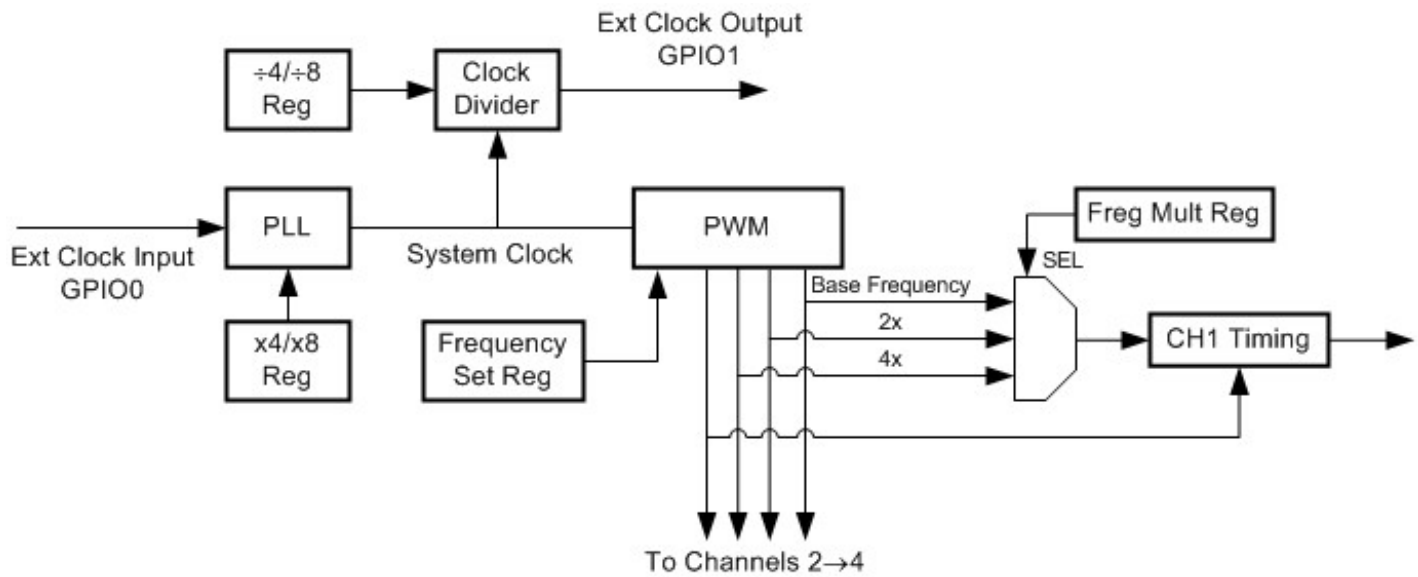 Ext Clock Output
GPIO1
÷4/÷8
Reg
Clock
Divider
PLL
System Clock
PWM
Freg Mult Reg
SEL
Ext Clock Input
GPIO0
x4/x8
Reg
Frequency
Set Reg
Base Frequency
2x
4x
CH1 Timing
To Channels 2→4